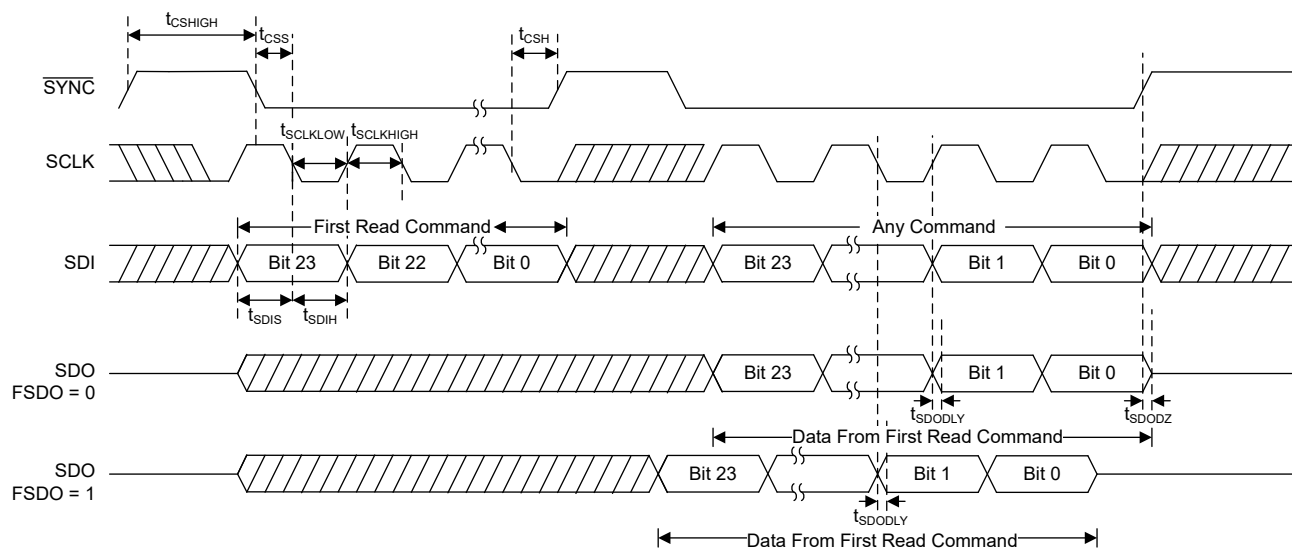 tCSHIGH
tCSS
tCSH
SYNC
tSCLKLOW
tSCLKHIGH
SCLK
First Read Command
Any Command
SDI
Bit 23
Bit 22
Bit 0
Bit 23
Bit 1
Bit 0
tSDIS
tSDIH
SDO
FSDO = 0
Bit 23
Bit 1
Bit 0
tSDODLY
tSDODZ
Data From First Read Command
SDO
FSDO = 1
Bit 23
Bit 1
Bit 0
tSDODLY
Data From First Read Command